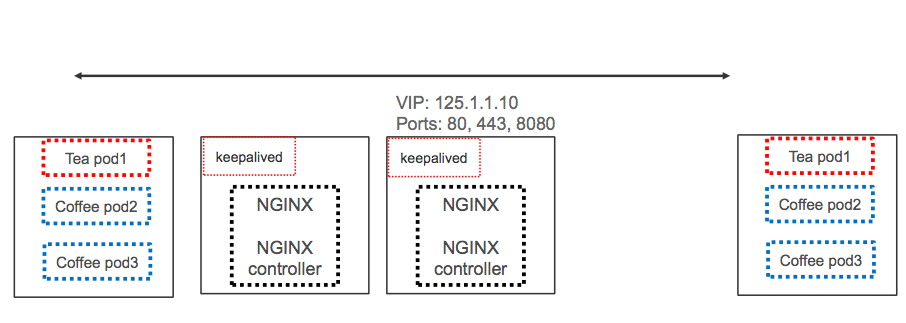 VIP: 125.1.1.10
Ports: 80, 443, 8080
Tea pod1
Coffee pod2
Coffee pod3
keepalived
NGINX
NGINX
controller
keepalived
NGINX
NGINX
controller
Tea pod1
Coffee pod2
Coffee pod3